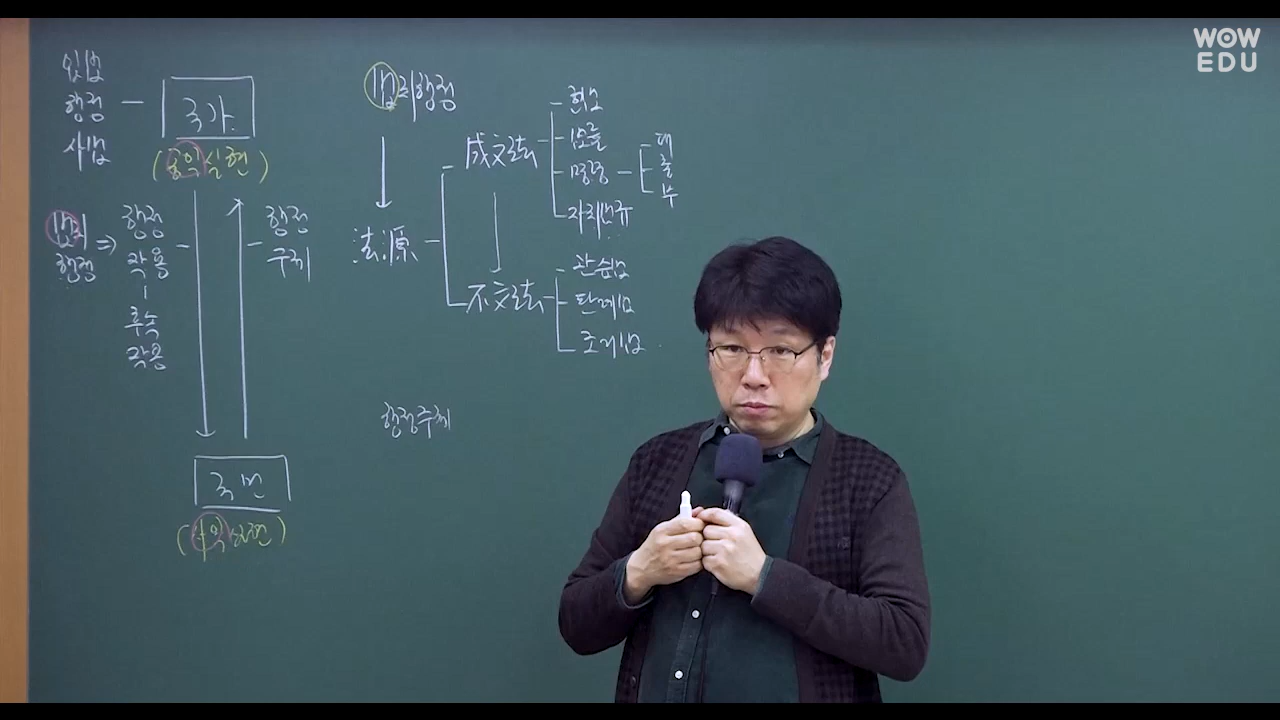 WOW
EDU
입법
행정
사법
국가
(공익실현)
법치
행정
⇒
행정
작용
후속
작용
행정
구제
국민
(사익실현)
법치행정
法源
成文法
헌법
법률
명령
대
총
부
자치법규
不文法
관습법
판례법
조리법
행정주체